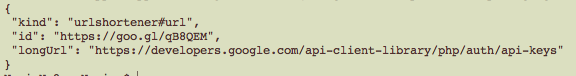 {
"kind": "urlshortener#url",
"id": "https://goo.gl/qB8QEM",
"longUrl": "https://developers.google.com/api-client-library/php/auth/api-keys"
}